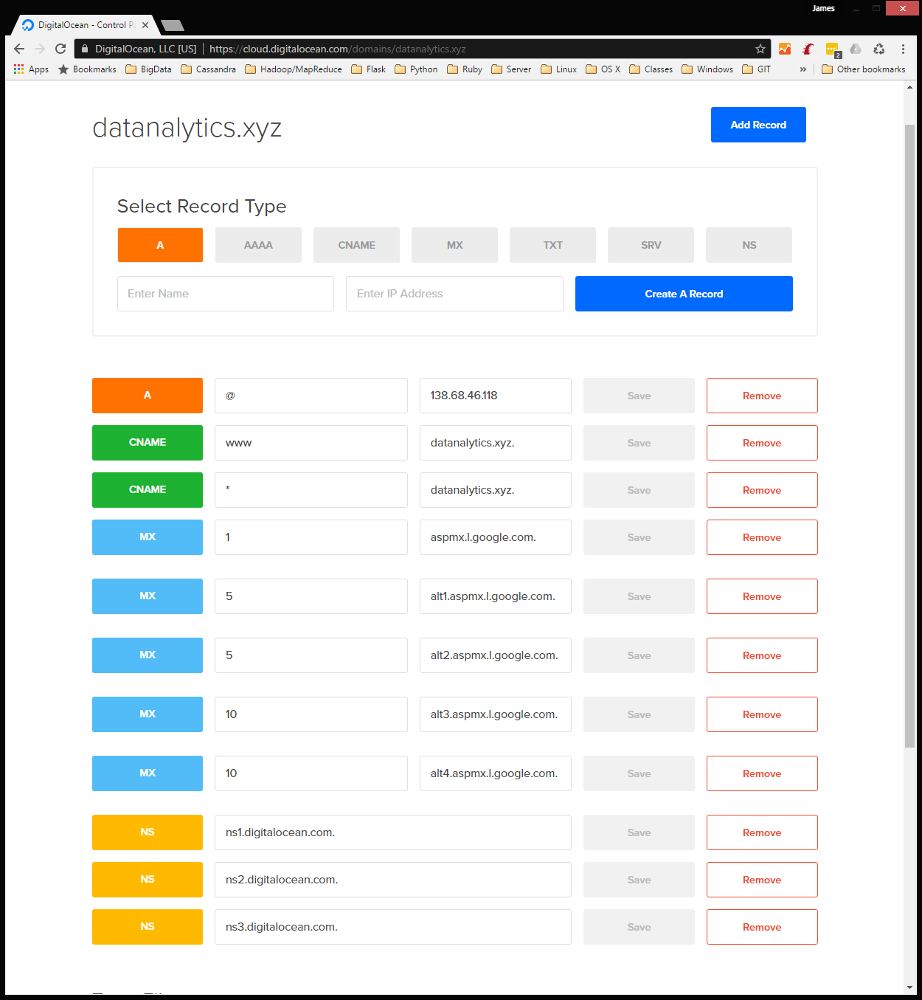 James
DigitalOcean - Control Pa
DigitalOcean, LLC [US] | https://cloud.digitalocean.com/domains/datanalytics.xyz
2
Apps Bookmarks BigData Cassandra Hadoop/MapReduce Flask Python Ruby Server Linux OS X Classes Windows GIT » Other bookmarks
datanalytics.xyz Add Record
Select Record Type
A AAAA CNAME MX TXT SRV NS
Enter Name Enter IP Address Create A Record
A @ 138.68.46.118 Save Remove
CNAME www datanalytics.xyz. Save Remove
CNAME * datanalytics.xyz. Save Remove
MX 1 aspmx.l.google.com. Save Remove
MX 5 alt1.aspmx.l.google.com. Save Remove
MX 5 alt2.aspmx.l.google.com. Save Remove
MX 10 alt3.aspmx.l.google.com. Save Remove
MX 10 alt4.aspmx.l.google.com. Save Remove
NS ns1.digitalocean.com. Save Remove
NS ns2.digitalocean.com. Save Remove
NS ns3.digitalocean.com. Save Remove